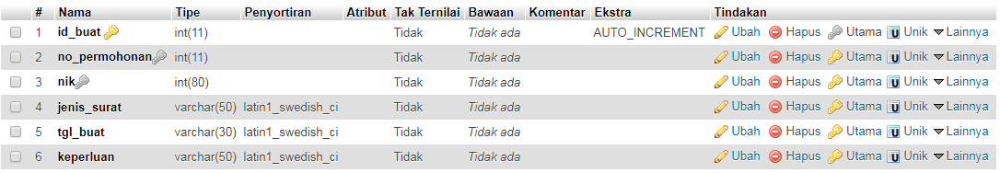 # Nama Tipe Penyortiran Atribut Tak Ternilai Bawaan Komentar Ekstra Tindakan
1 id_buat int(11) Tidak Tidak ada AUTO_INCREMENT Ubah Hapus Utama Unik Lainnya
2 no_permohonan int(11) Tidak Tidak ada Ubah Hapus Utama Unik Lainnya
3 nik int(80) Tidak Tidak ada Ubah Hapus Utama Unik Lainnya
4 jenis_surat varchar(50) latin1_swedish_ci Tidak Tidak ada Ubah Hapus Utama Unik Lainnya
5 tgl_buat varchar(30) latin1_swedish_ci Tidak Tidak ada Ubah Hapus Utama Unik Lainnya
6 keperluan varchar(50) latin1_swedish_ci Tidak Tidak ada Ubah Hapus Utama Unik Lainnya